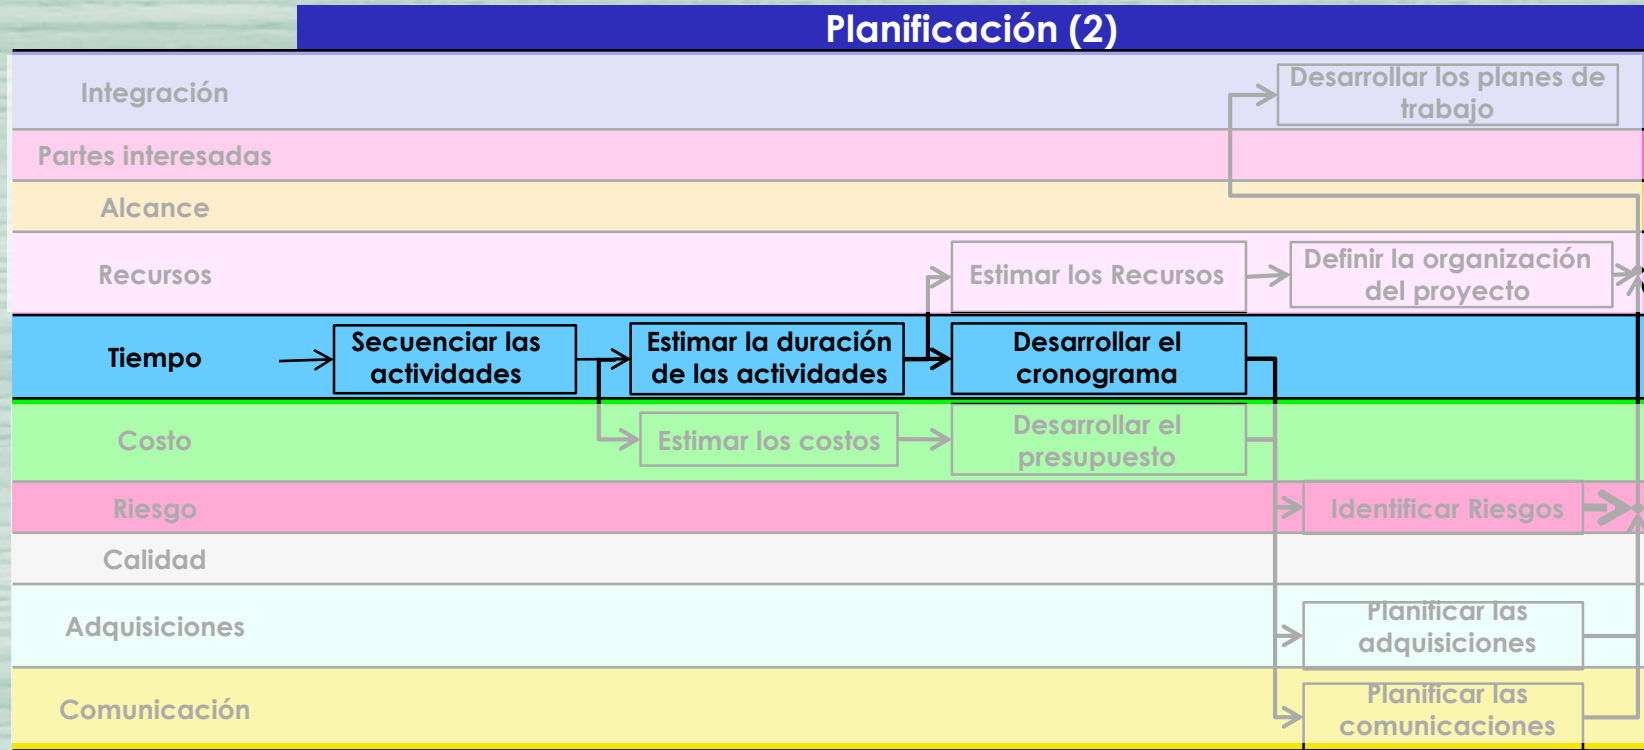 Planificación (2)
Integración
Desarrollar los planes de
trabajo
Partes interesadas
Alcance
Recursos
Estimar los Recursos
Definir la organización
del proyecto
Tiempo
Secuenciar las
actividades
Estimar la duración
de las actividades
Desarrollar el
cronograma
Costo
Estimar los costos
Desarrollar el
presupuesto
Riesgo
Identificar Riesgos
Calidad
Adquisiciones
Planificar las
adquisiciones
Comunicación
Planificar las
comunicaciones